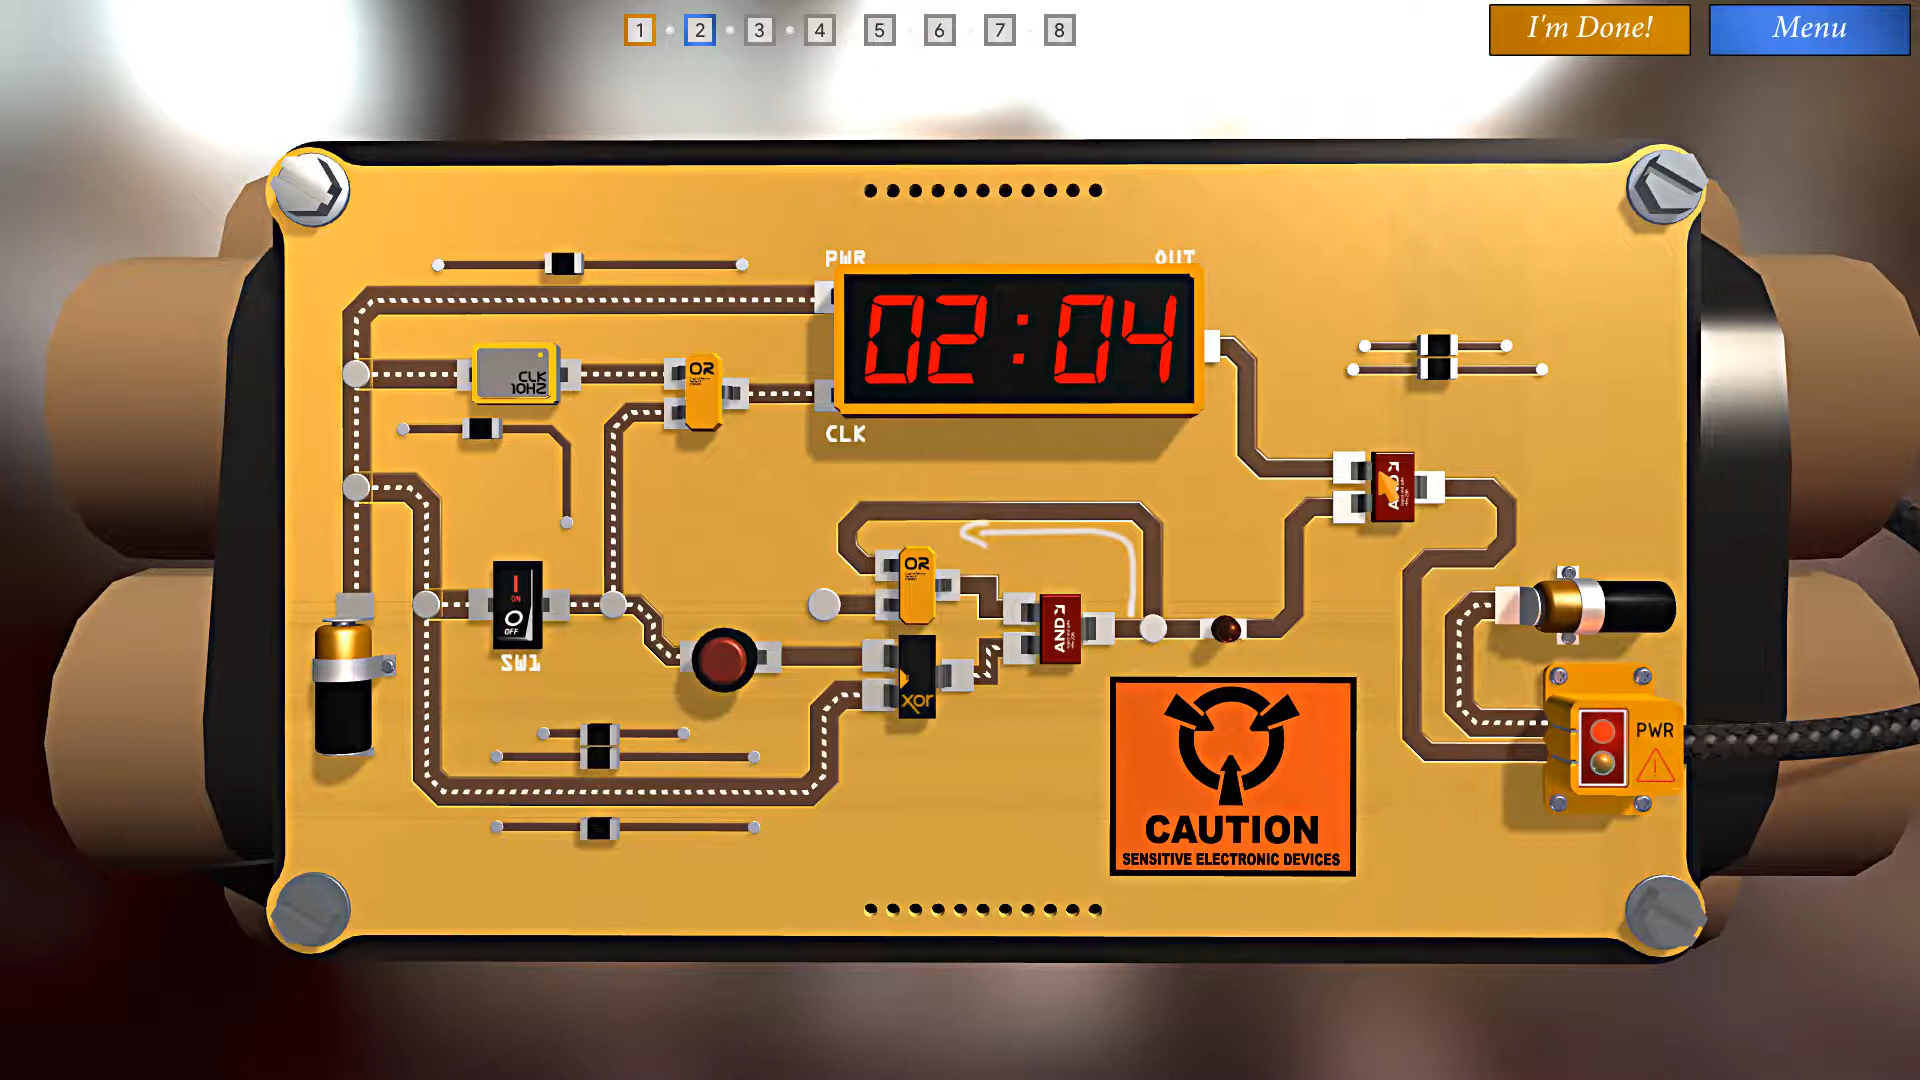 1 2 3 4 5 6 7 8
I'm Done!
Menu
PWR
OUT
02:04
CLK
10HZ
OR
CLK
AND
ON
OFF
SW1
OR
AND
xor
PWR
CAUTION
SENSITIVE ELECTRONIC DEVICES